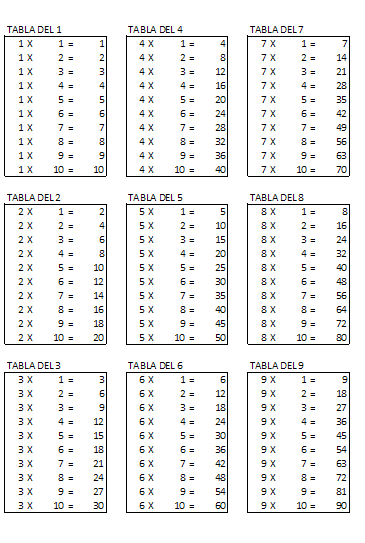 TABLA DEL 1
1 X 1 = 1
1 X 2 = 2
1 X 3 = 3
1 X 4 = 4
1 X 5 = 5
1 X 6 = 6
1 X 7 = 7
1 X 8 = 8
1 X 9 = 9
1 X 10 = 10
TABLA DEL 4
4 X 1 = 4
4 X 2 = 8
4 X 3 = 12
4 X 4 = 16
4 X 5 = 20
4 X 6 = 24
4 X 7 = 28
4 X 8 = 32
4 X 9 = 36
4 X 10 = 40
TABLA DEL 7
7 X 1 = 7
7 X 2 = 14
7 X 3 = 21
7 X 4 = 28
7 X 5 = 35
7 X 6 = 42
7 X 7 = 49
7 X 8 = 56
7 X 9 = 63
7 X 10 = 70
TABLA DEL 2
2 X 1 = 2
2 X 2 = 4
2 X 3 = 6
2 X 4 = 8
2 X 5 = 10
2 X 6 = 12
2 X 7 = 14
2 X 8 = 16
2 X 9 = 18
2 X 10 = 20
TABLA DEL 5
5 X 1 = 5
5 X 2 = 10
5 X 3 = 15
5 X 4 = 20
5 X 5 = 25
5 X 6 = 30
5 X 7 = 35
5 X 8 = 40
5 X 9 = 45
5 X 10 = 50
TABLA DEL 8
8 X 1 = 8
8 X 2 = 16
8 X 3 = 24
8 X 4 = 32
8 X 5 = 40
8 X 6 = 48
8 X 7 = 56
8 X 8 = 64
8 X 9 = 72
8 X 10 = 80
TABLA DEL 3
3 X 1 = 3
3 X 2 = 6
3 X 3 = 9
3 X 4 = 12
3 X 5 = 15
3 X 6 = 18
3 X 7 = 21
3 X 8 = 24
3 X 9 = 27
3 X 10 = 30
TABLA DEL 6
6 X 1 = 6
6 X 2 = 12
6 X 3 = 18
6 X 4 = 24
6 X 5 = 30
6 X 6 = 36
6 X 7 = 42
6 X 8 = 48
6 X 9 = 54
6 X 10 = 60
TABLA DEL 9
9 X 1 = 9
9 X 2 = 18
9 X 3 = 27
9 X 4 = 36
9 X 5 = 45
9 X 6 = 54
9 X 7 = 63
9 X 8 = 72
9 X 9 = 81
9 X 10 = 90